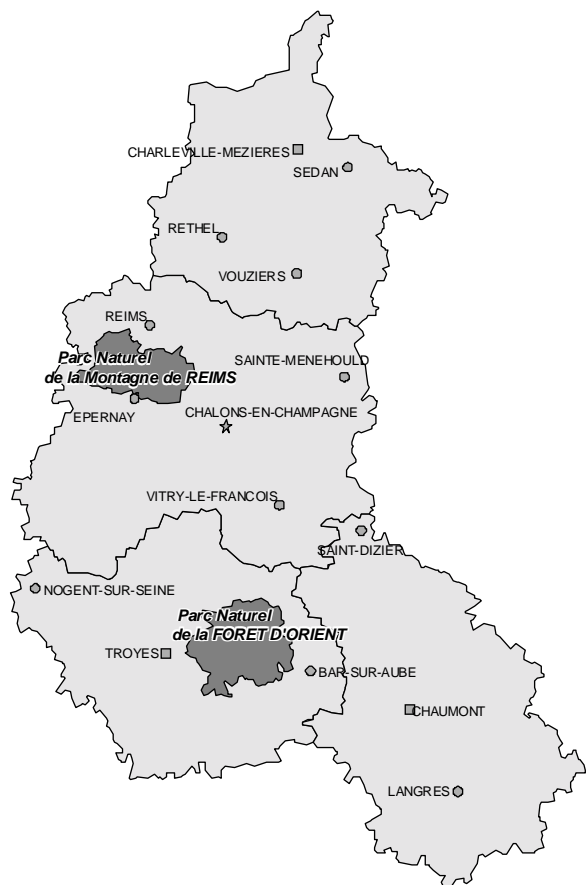 CHARLEVILLE-MEZIERES
SEDAN
RETHEL
VOUZIERS
REIMS
Parc Naturel
de la Montagne de REIMS
SAINTE-MENEHOULD
EPERNAY
CHALONS-EN-CHAMPAGNE
VITRY-LE-FRANCOIS
SAINT-DIZIER
NOGENT-SUR-SEINE
Parc Naturel
de la FORET D'ORIENT
TROYES
BAR-SUR-AUBE
CHAUMONT
LANGRES